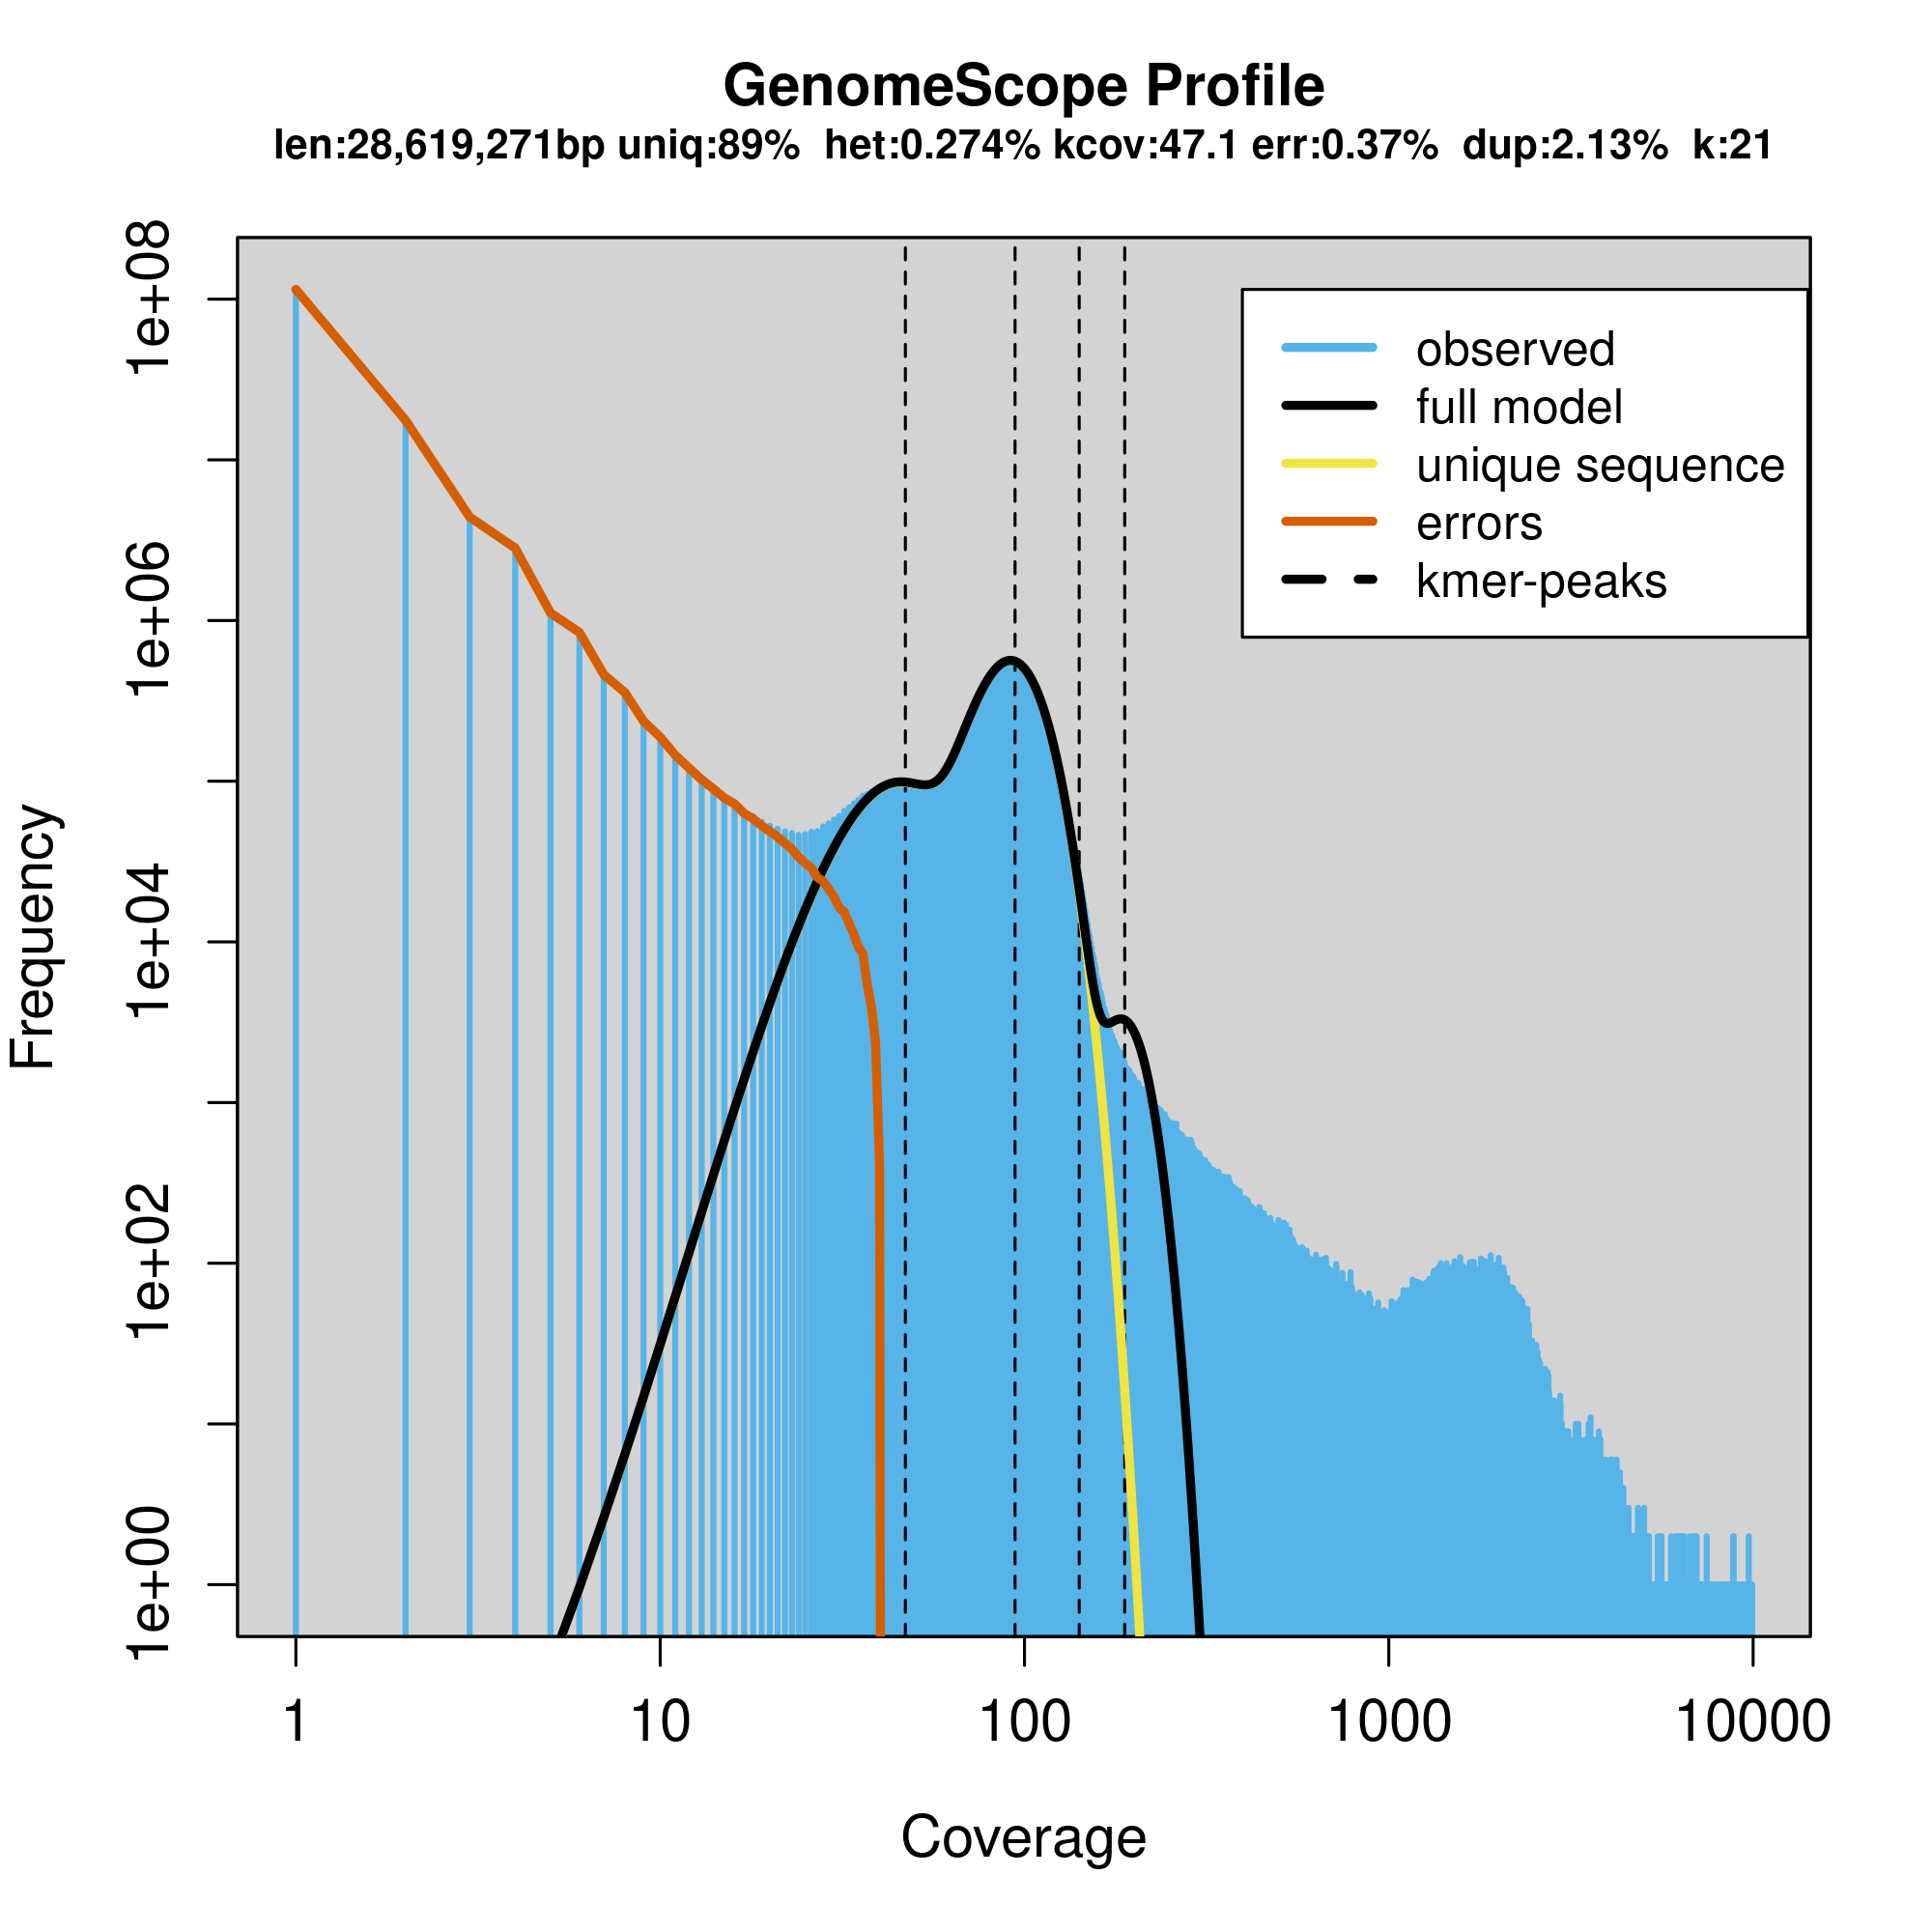 GenomeScope Profile
len:28,619,271bp uniq:89% het:0.274% kcov:47.1 err:0.37% dup:2.13% k:21
1e+08
1e+06
1e+04
1e+02
1e+00
Frequency
observed
full model
unique sequence
errors
kmer-peaks
1 10 100 1000 10000
Coverage